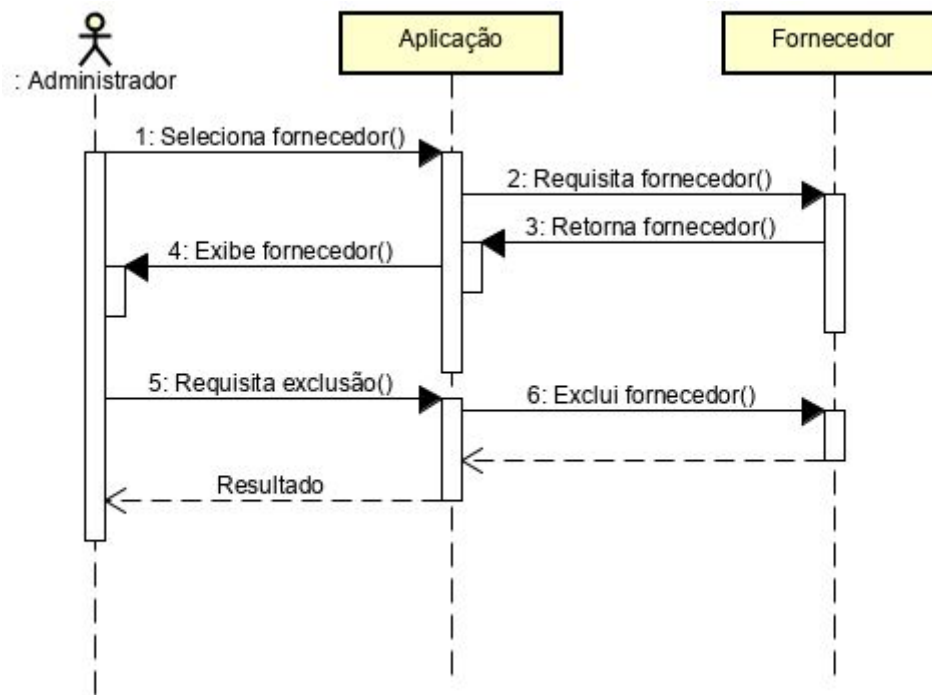 Aplicação
Fornecedor
: Administrador
1: Seleciona fornecedor()
2: Requisita fornecedor()
3: Retorna fornecedor()
4: Exibe fornecedor()
5: Requisita exclusão()
6: Exclui fornecedor()
Resultado